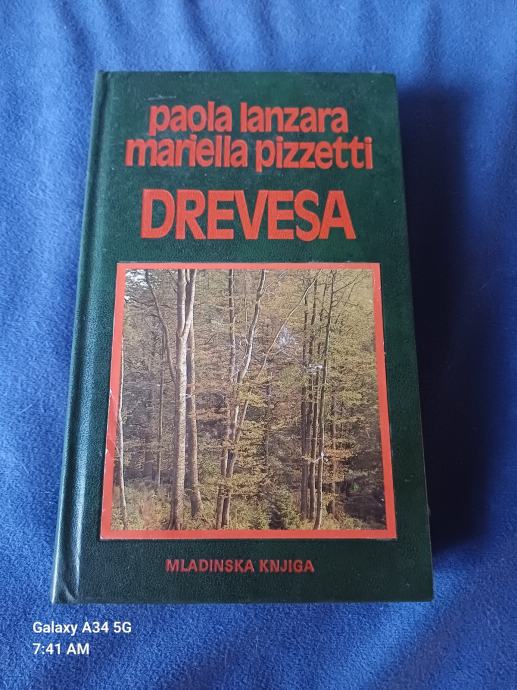 paola lanzara
mariella pizzetti
DREVESA
MLADINSKA KNJIGA
Galaxy A34 5G
7:41 AM